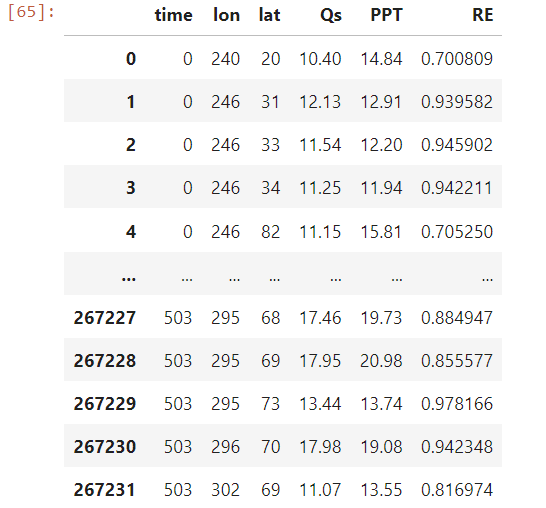 [65]:
time lon lat Qs PPT RE
0 0 240 20 10.40 14.84 0.700809
1 0 246 31 12.13 12.91 0.939582
2 0 246 33 11.54 12.20 0.945902
3 0 246 34 11.25 11.94 0.942211
4 0 246 82 11.15 15.81 0.705250
... ... ... ... ... ... ...
267227 503 295 68 17.46 19.73 0.884947
267228 503 295 69 17.95 20.98 0.855577
267229 503 295 73 13.44 13.74 0.978166
267230 503 296 70 17.98 19.08 0.942348
267231 503 302 69 11.07 13.55 0.816974